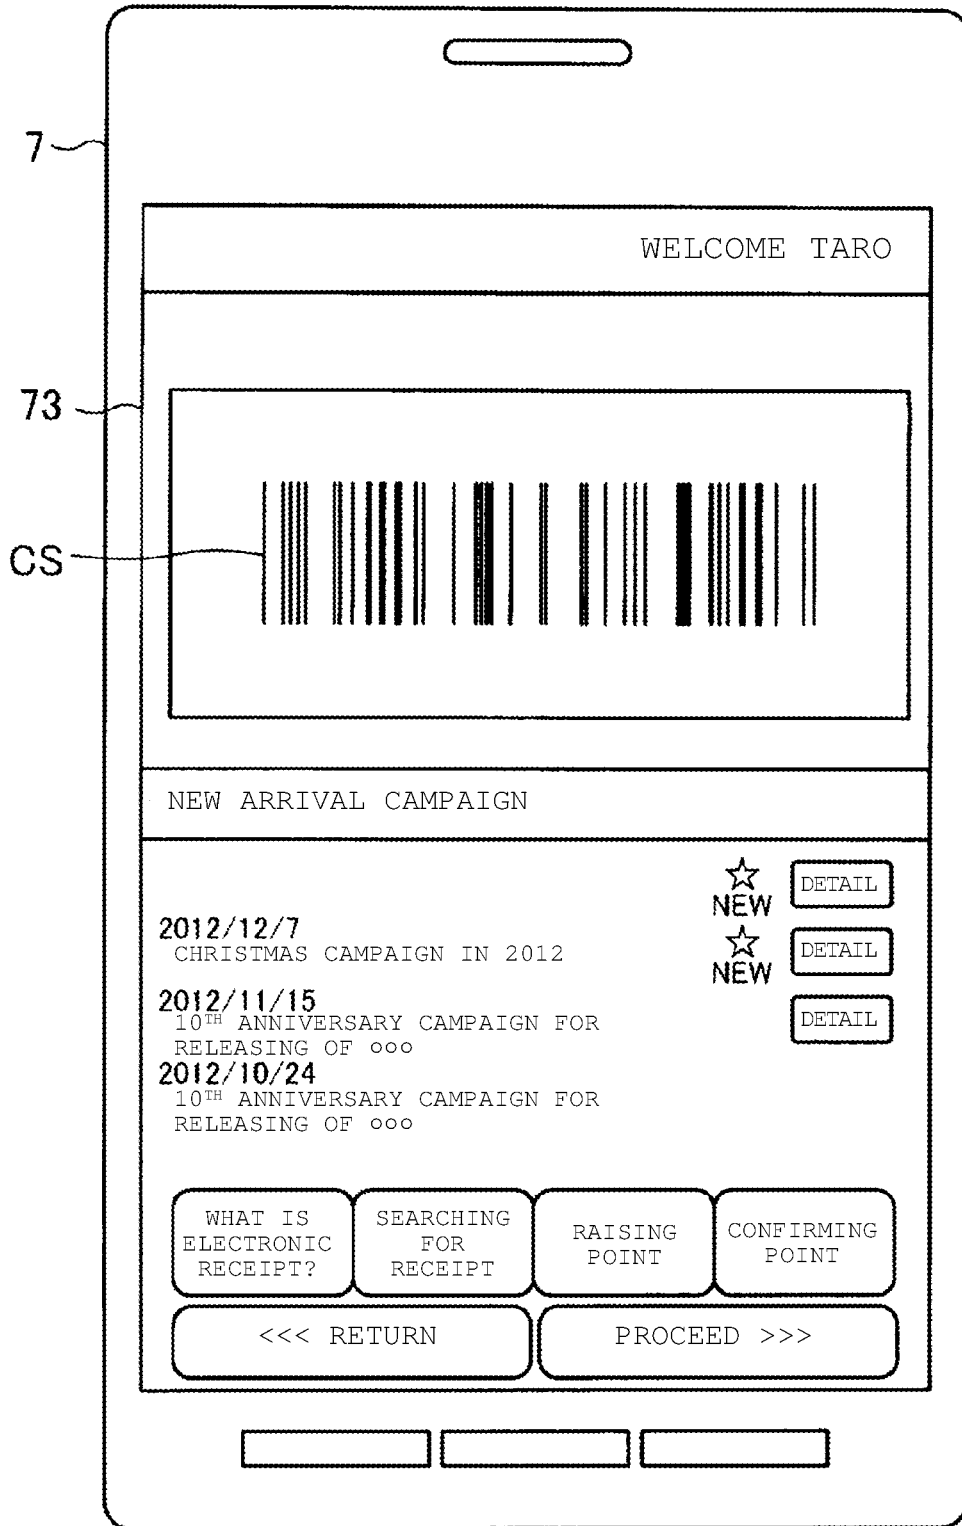 7
WELCOME TARO
73
CS
NEW ARRIVAL CAMPAIGN
☆
NEW
DETAIL
2012/12/7
CHRISTMAS CAMPAIGN IN 2012
☆
NEW
DETAIL
2012/11/15
10TH ANNIVERSARY CAMPAIGN FOR
RELEASING OF ○○○
DETAIL
2012/10/24
10TH ANNIVERSARY CAMPAIGN FOR
RELEASING OF ○○○
WHAT IS
ELECTRONIC
RECEIPT?
SEARCHING
FOR
RECEIPT
RAISING
POINT
CONFIRMING
POINT
<<< RETURN
PROCEED >>>